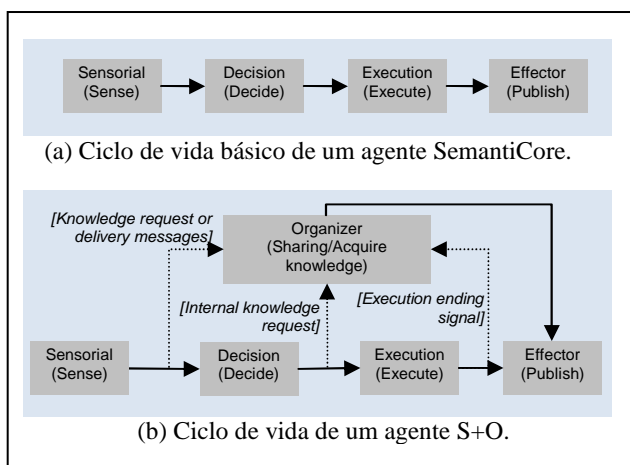 Sensorial
(Sense)
Decision
(Decide)
Execution
(Execute)
Effector
(Publish)
(a) Ciclo de vida básico de um agente SemantiCore.
[Knowledge request or
delivery messages]
Organizer
(Sharing/Acquire
knowledge)
[Internal knowledge
request]
[Execution ending
signal]
Sensorial
(Sense)
Decision
(Decide)
Execution
(Execute)
Effector
(Publish)
(b) Ciclo de vida de um agente S+O.